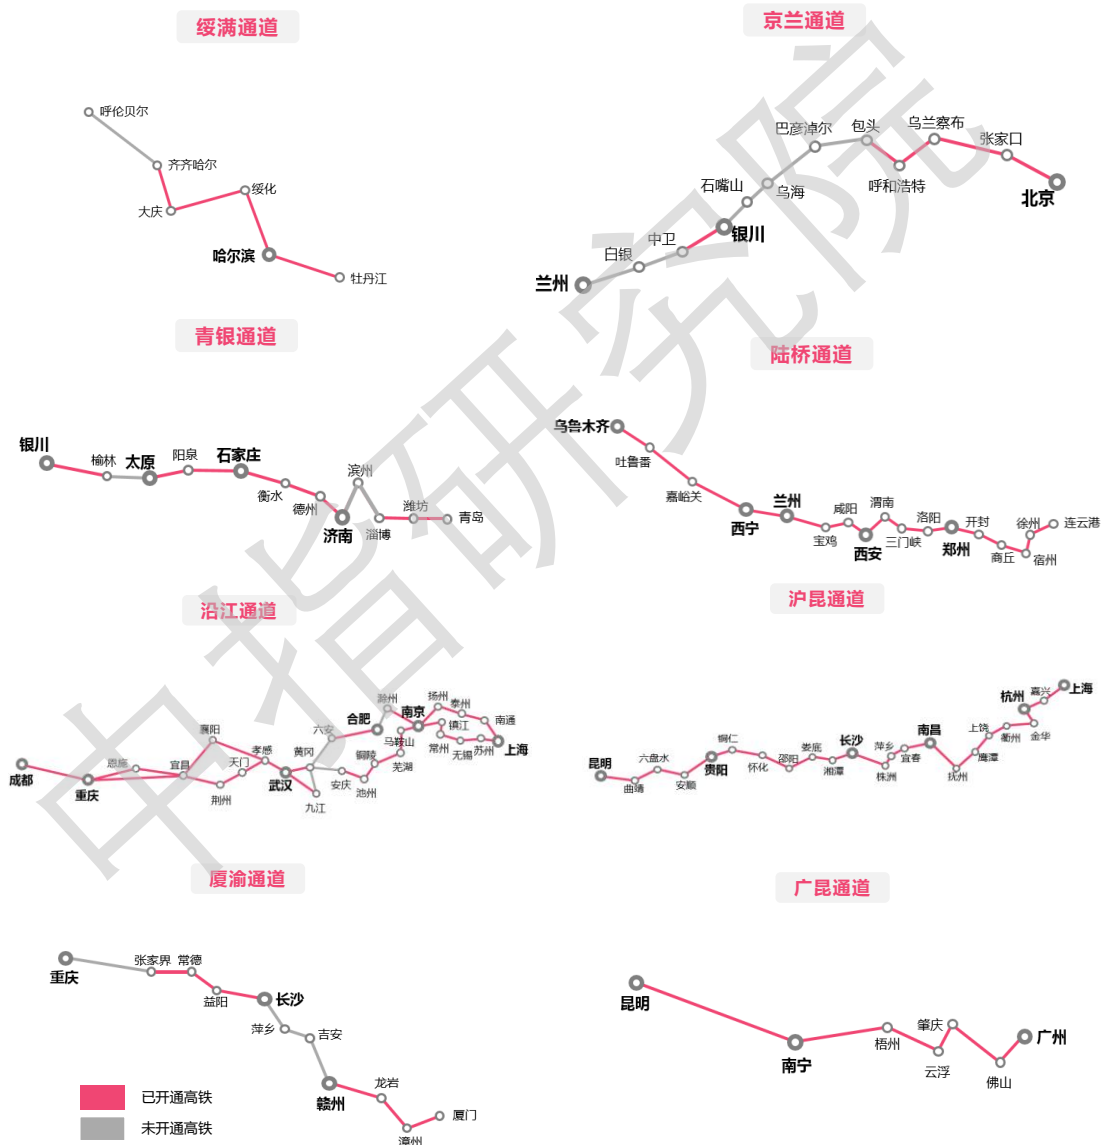 绥满通道
呼伦贝尔
齐齐哈尔
大庆
绥化
哈尔滨
牡丹江
京兰通道
兰州
白银
中卫
银川
石嘴山
乌海
巴彦淖尔
包头
呼和浩特
乌兰察布
张家口
北京
青银通道
银川
榆林
太原
阳泉
石家庄
衡水
德州
济南
滨州
淄博
潍坊
青岛
陆桥通道
乌鲁木齐
吐鲁番
嘉峪关
西宁
兰州
宝鸡
咸阳
西安
渭南
三门峡
洛阳
郑州
开封
商丘
宿州
徐州
连云港
沿江通道
成都
重庆
恩施
宜昌
襄阳
荆州
天门
孝感
武汉
黄冈
九江
六安
合肥
滁州
安庆
池州
铜陵
芜湖
马鞍山
南京
扬州
泰州
南通
镇江
常州
无锡
苏州
上海
沪昆通道
昆明
曲靖
六盘水
安顺
贵阳
铜仁
怀化
邵阳
娄底
湘潭
长沙
株洲
萍乡
宜春
南昌
抚州
鹰潭
上饶
衢州
金华
杭州
嘉兴
上海
厦渝通道
重庆
张家界
常德
益阳
长沙
萍乡
吉安
赣州
龙岩
漳州
厦门
广昆通道
昆明
南宁
梧州
云浮
肇庆
佛山
广州
已开通高铁
未开通高铁
中指研究院